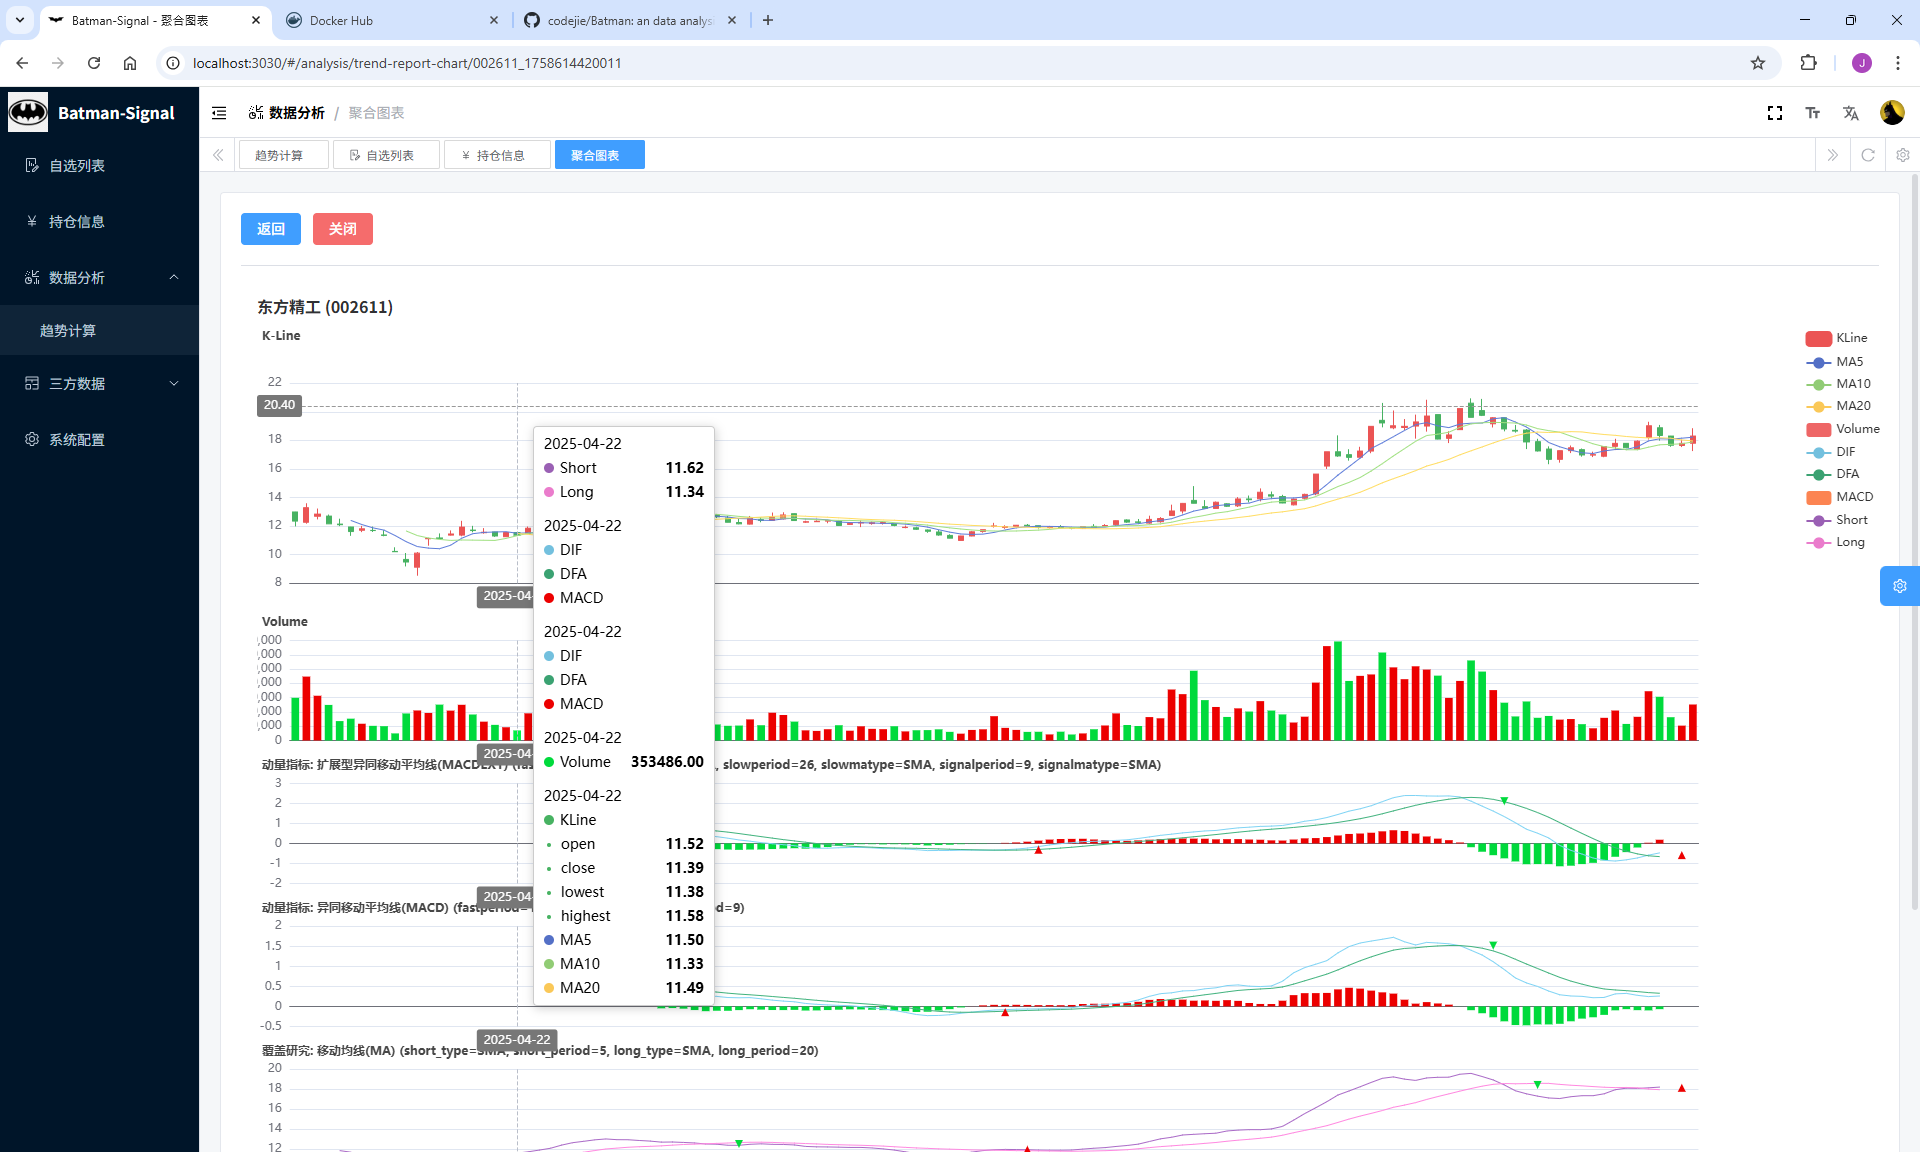 Batman-Signal - 聚合图表
Docker Hub
codejie/Batman: an data analys
localhost:3030/#/analysis/trend-report-chart/002611_1758614420011
J
Batman-Signal
数据分析 / 聚合图表
自选列表
持仓信息
数据分析
趋势计算
三方数据
系统配置
趋势计算
自选列表
持仓信息
聚合图表
返回
关闭
东方精工 (002611)
K-Line
22
20.40
18
16
14
12
10
8
2025-04-
KLine
MA5
MA10
MA20
Volume
DIF
DFA
MACD
Short
Long
2025-04-22
Short 11.62
Long 11.34
2025-04-22
DIF
DFA
MACD
2025-04-22
DIF
DFA
MACD
2025-04-22
Volume 353486.00
2025-04-22
KLine
open 11.52
close 11.39
lowest 11.38
highest 11.58
MA5 11.50
MA10 11.33
MA20 11.49
Volume
,000
,000
,000
,000
,000
,000
,000
0
2025-04-
动量指标: 扩展型异同移动平均线(MACDEXT) (fas , slowperiod=26, slowmatype=SMA, signalperiod=9, signalmatype=SMA)
3
2
1
0
-1
-2
2025-04-
动量指标: 异同移动平均线(MACD) (fastperiod= d=9)
2
1.5
1
0.5
0
-0.5
2025-04-22
覆盖研究: 移动均线(MA) (short_type=SMA, short_period=5, long_type=SMA, long_period=20)
20
18
16
14
12